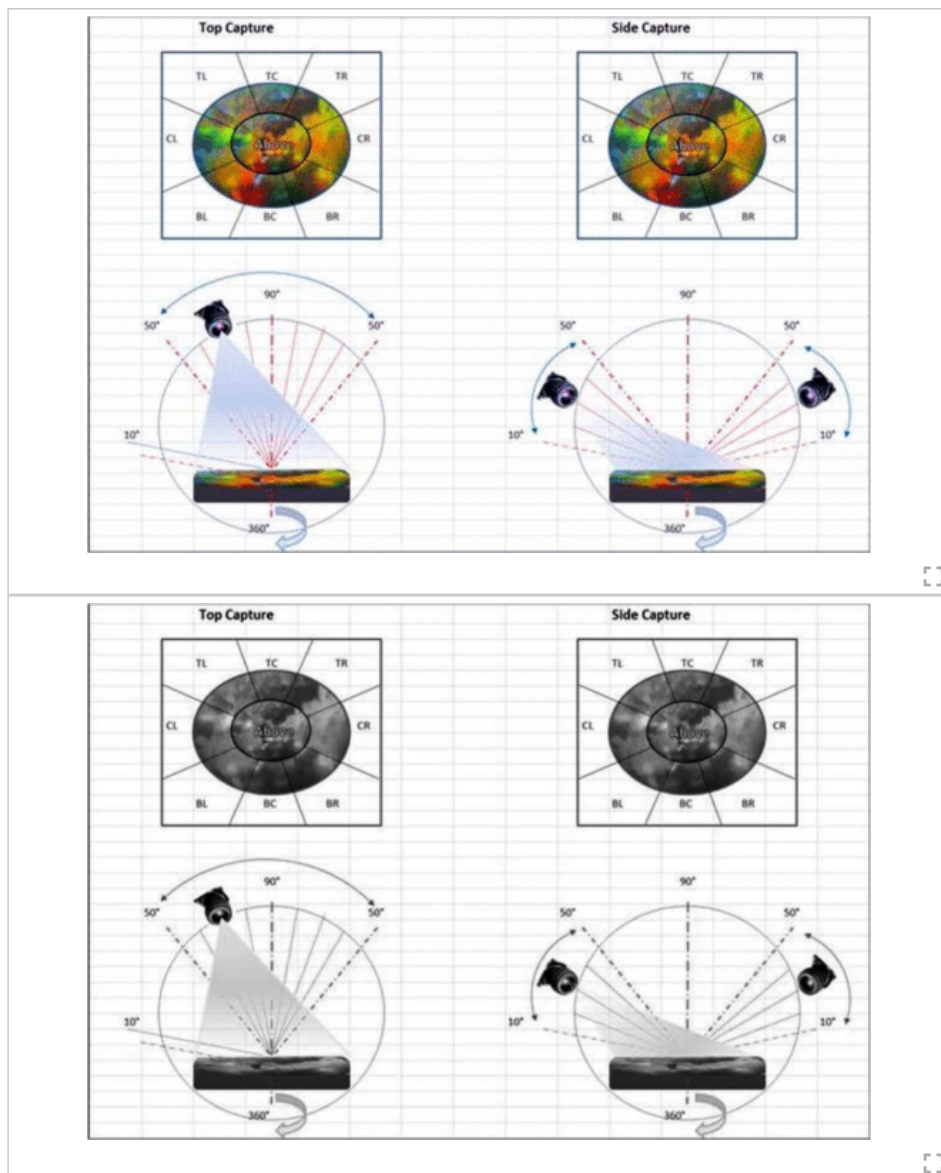 Top Capture Side Capture
TL TC TR TL TC TR
CL Above CR CL Above CR
BL BC BR BL BC BR
90° 90°
50° 50° 50° 50°
10° 10° 10°
360° 360°
Top Capture Side Capture
TL TC TR TL TC TR
CL Above CR CL Above CR
BL BC BR BL BC BR
90° 90°
50° 50° 50° 50°
10° 10° 10°
360° 360°